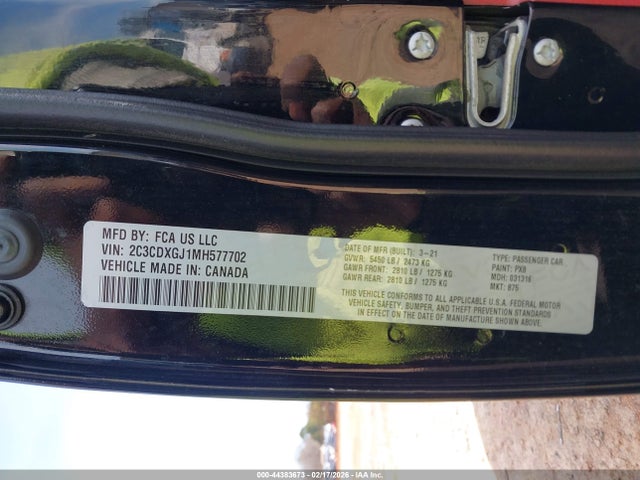 MFD BY: FCA US LLC
VIN: 2C3CDXGJ1MH577702
VEHICLE MADE IN: CANADA
DATE OF MFR (BUILT): 3-21
GVWR: 5450 LB / 2473 KG
GAWR FRONT: 2810 LB / 1275 KG
GAWR REAR: 2810 LB / 1275 KG
TYPE: PASSENGER CAR
PAINT: PX8
MDH: 031316
MKT: 875
THIS VEHICLE CONFORMS TO ALL APPLICABLE U.S.A. FEDERAL MOTOR
VEHICLE SAFETY, BUMPER, AND THEFT PREVENTION STANDARDS
IN EFFECT ON THE DATE OF MANUFACTURE SHOWN ABOVE.
000-44383673 - 02/17/2026 - Copyright © IAA, Inc.